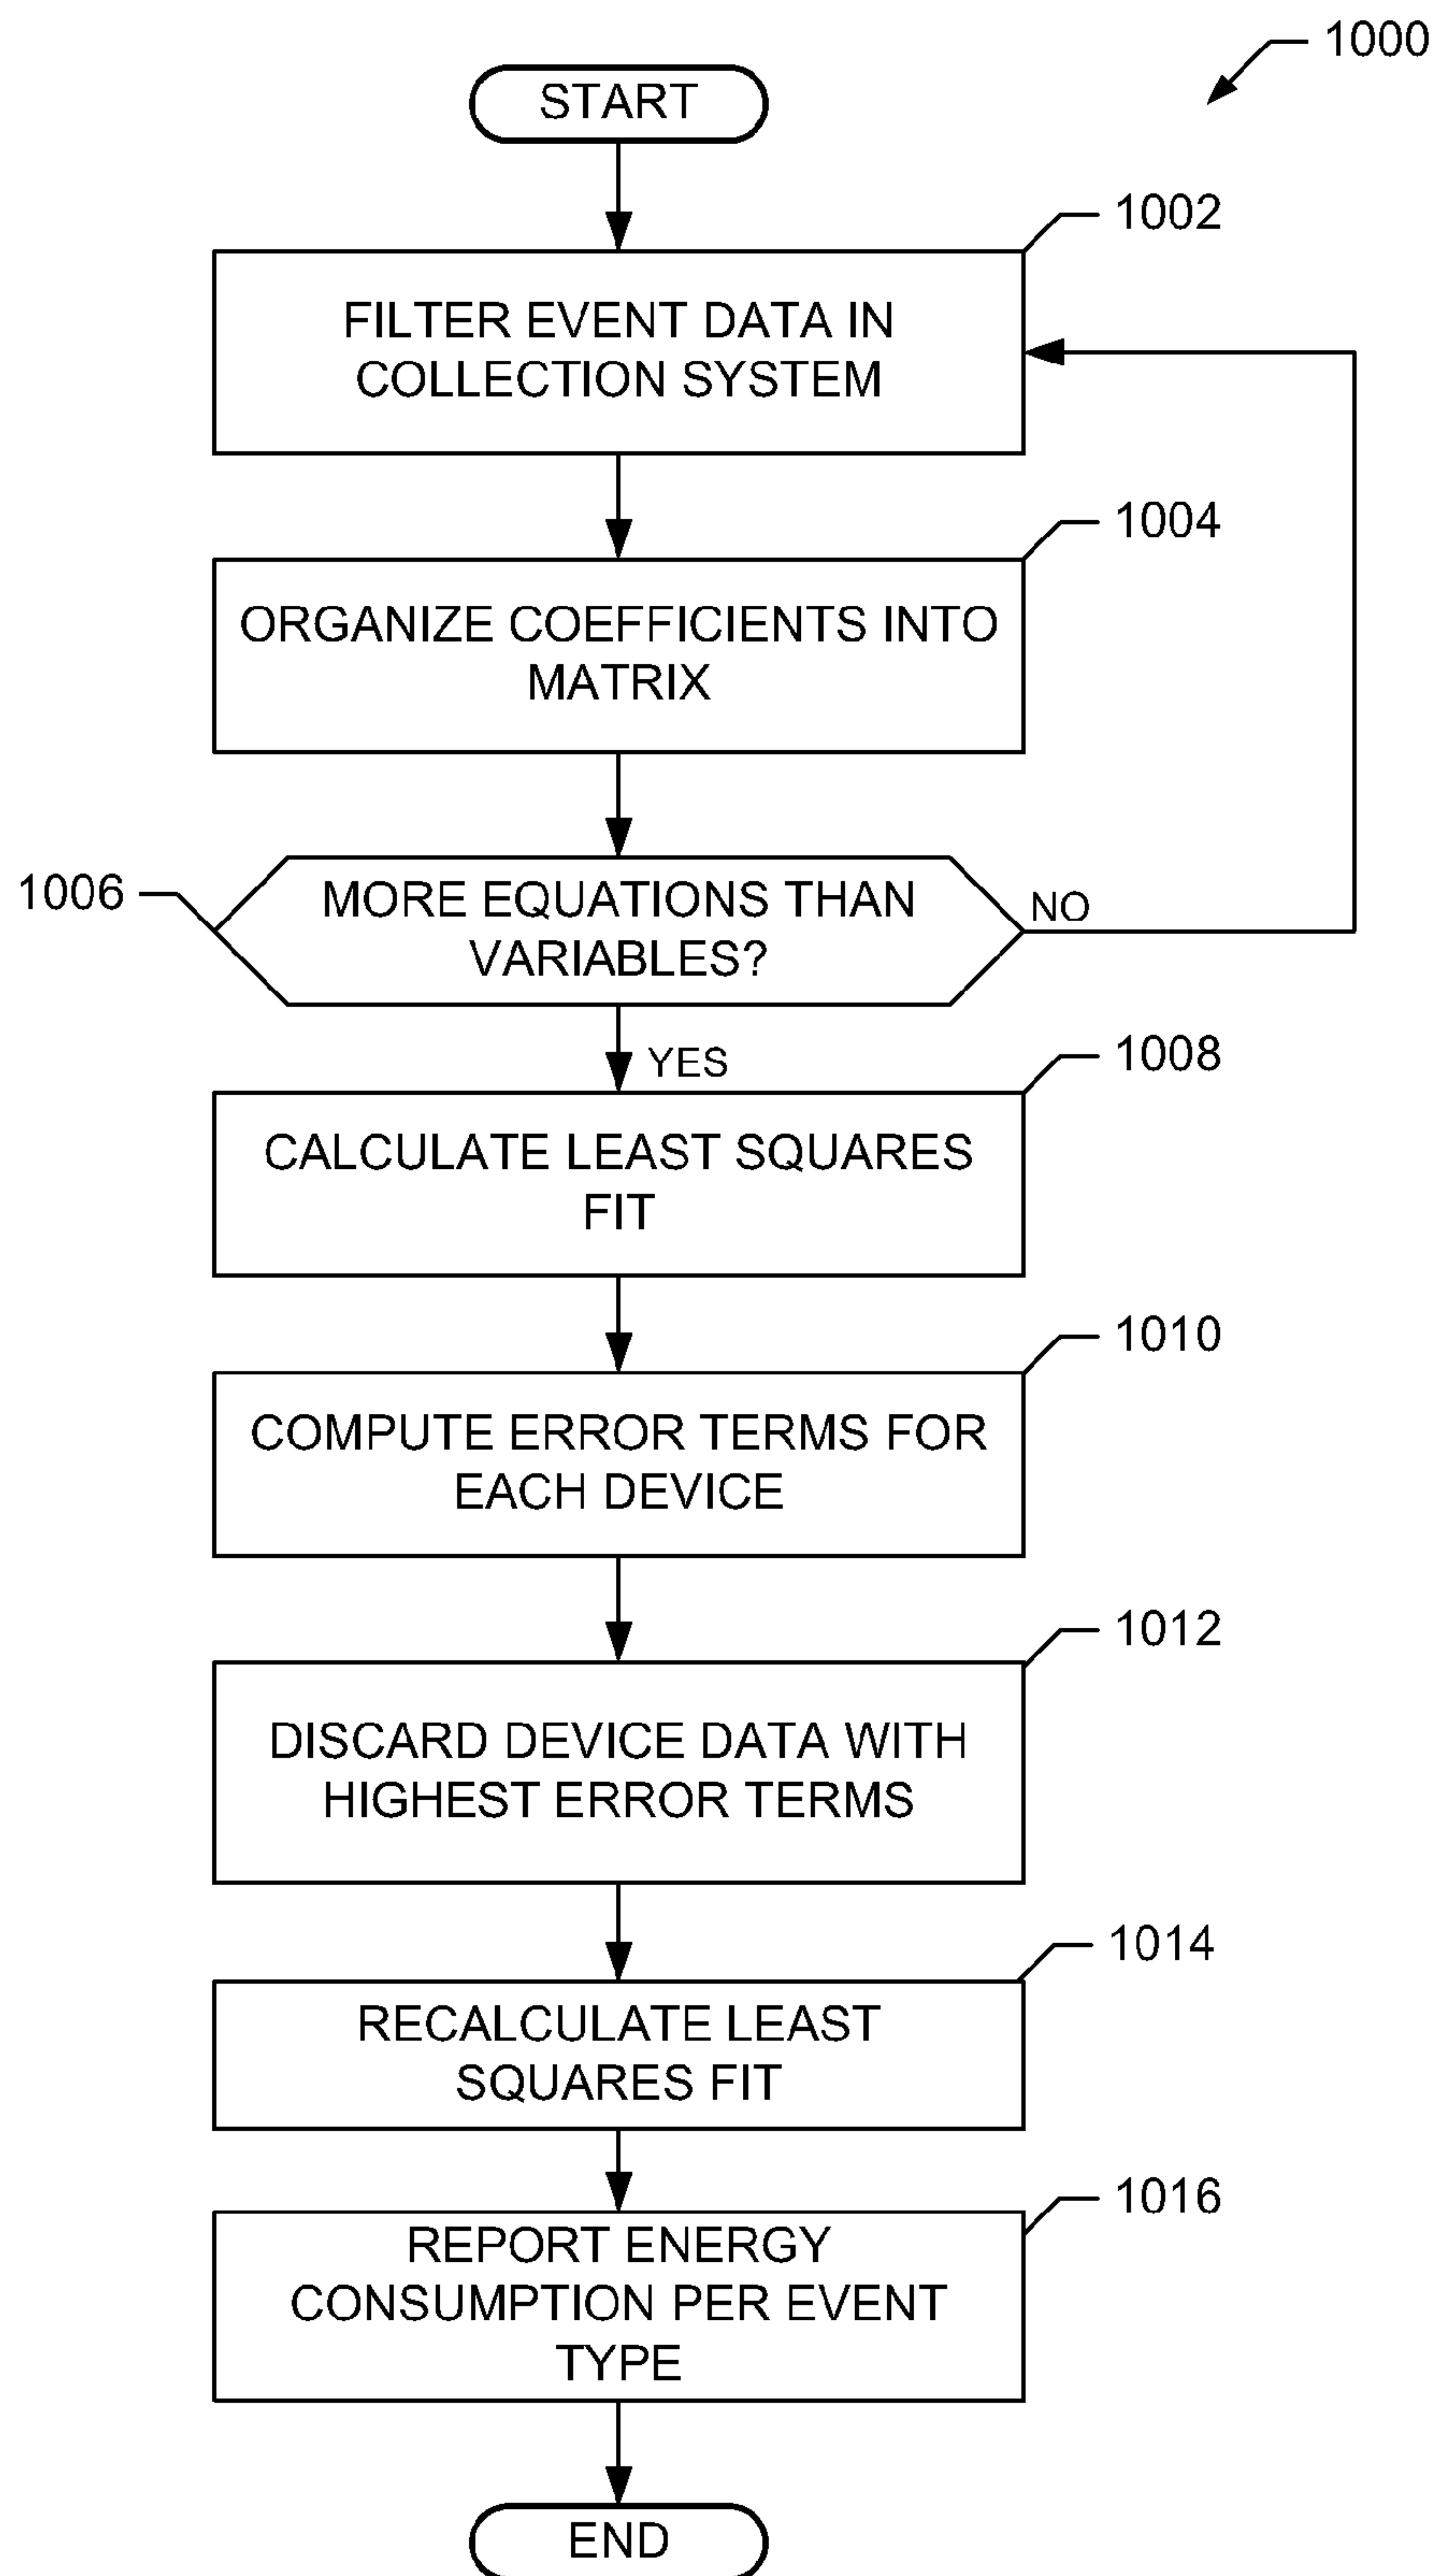 1000
START
1002
FILTER EVENT DATA IN
COLLECTION SYSTEM
1004
ORGANIZE COEFFICIENTS INTO
MATRIX
1006
MORE EQUATIONS THAN
VARIABLES?
NO
YES
1008
CALCULATE LEAST SQUARES
FIT
1010
COMPUTE ERROR TERMS FOR
EACH DEVICE
1012
DISCARD DEVICE DATA WITH
HIGHEST ERROR TERMS
1014
RECALCULATE LEAST
SQUARES FIT
1016
REPORT ENERGY
CONSUMPTION PER EVENT
TYPE
END